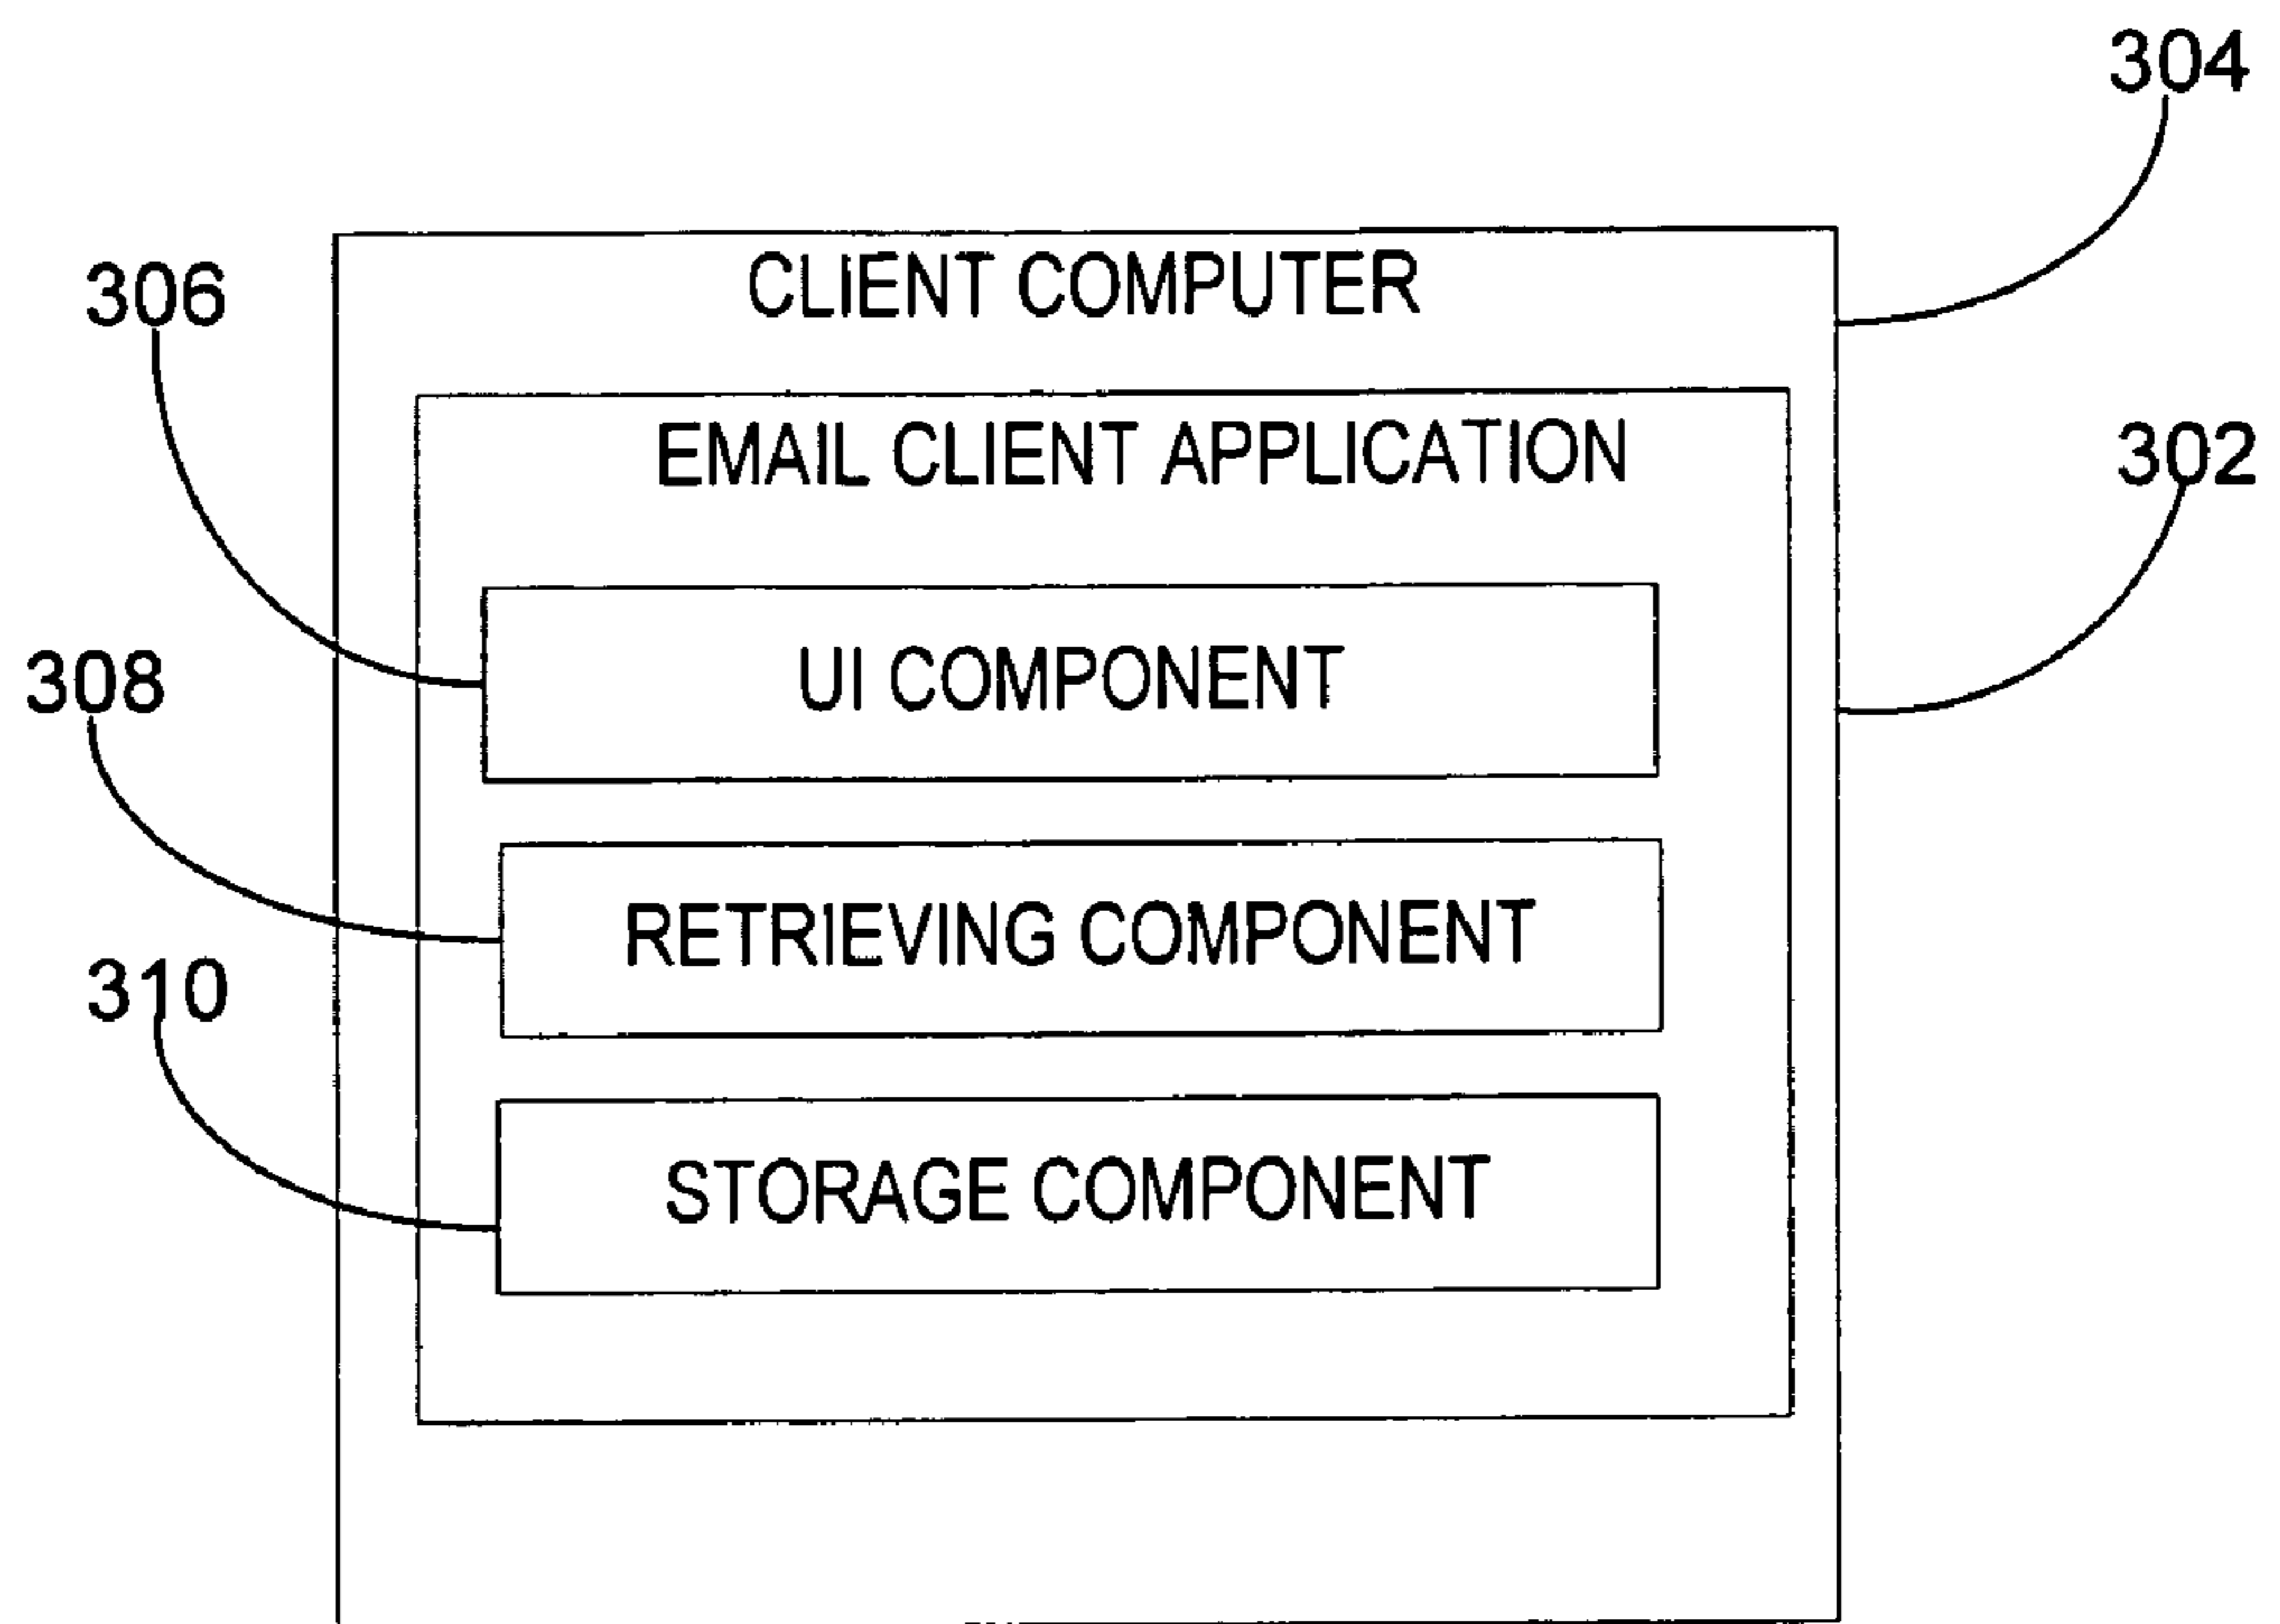 304
CLIENT COMPUTER
306
EMAIL CLIENT APPLICATION
302
UI COMPONENT
308
RETRIEVING COMPONENT
310
STORAGE COMPONENT